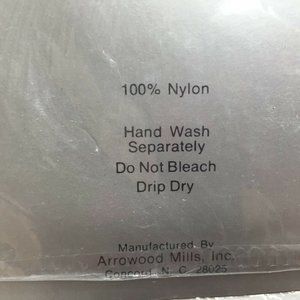 100% Nylon
Hand Wash
Separately
Do Not Bleach
Drip Dry
Manufactured By
Arrowood Mills, Inc.
Concord, N. C. 28025